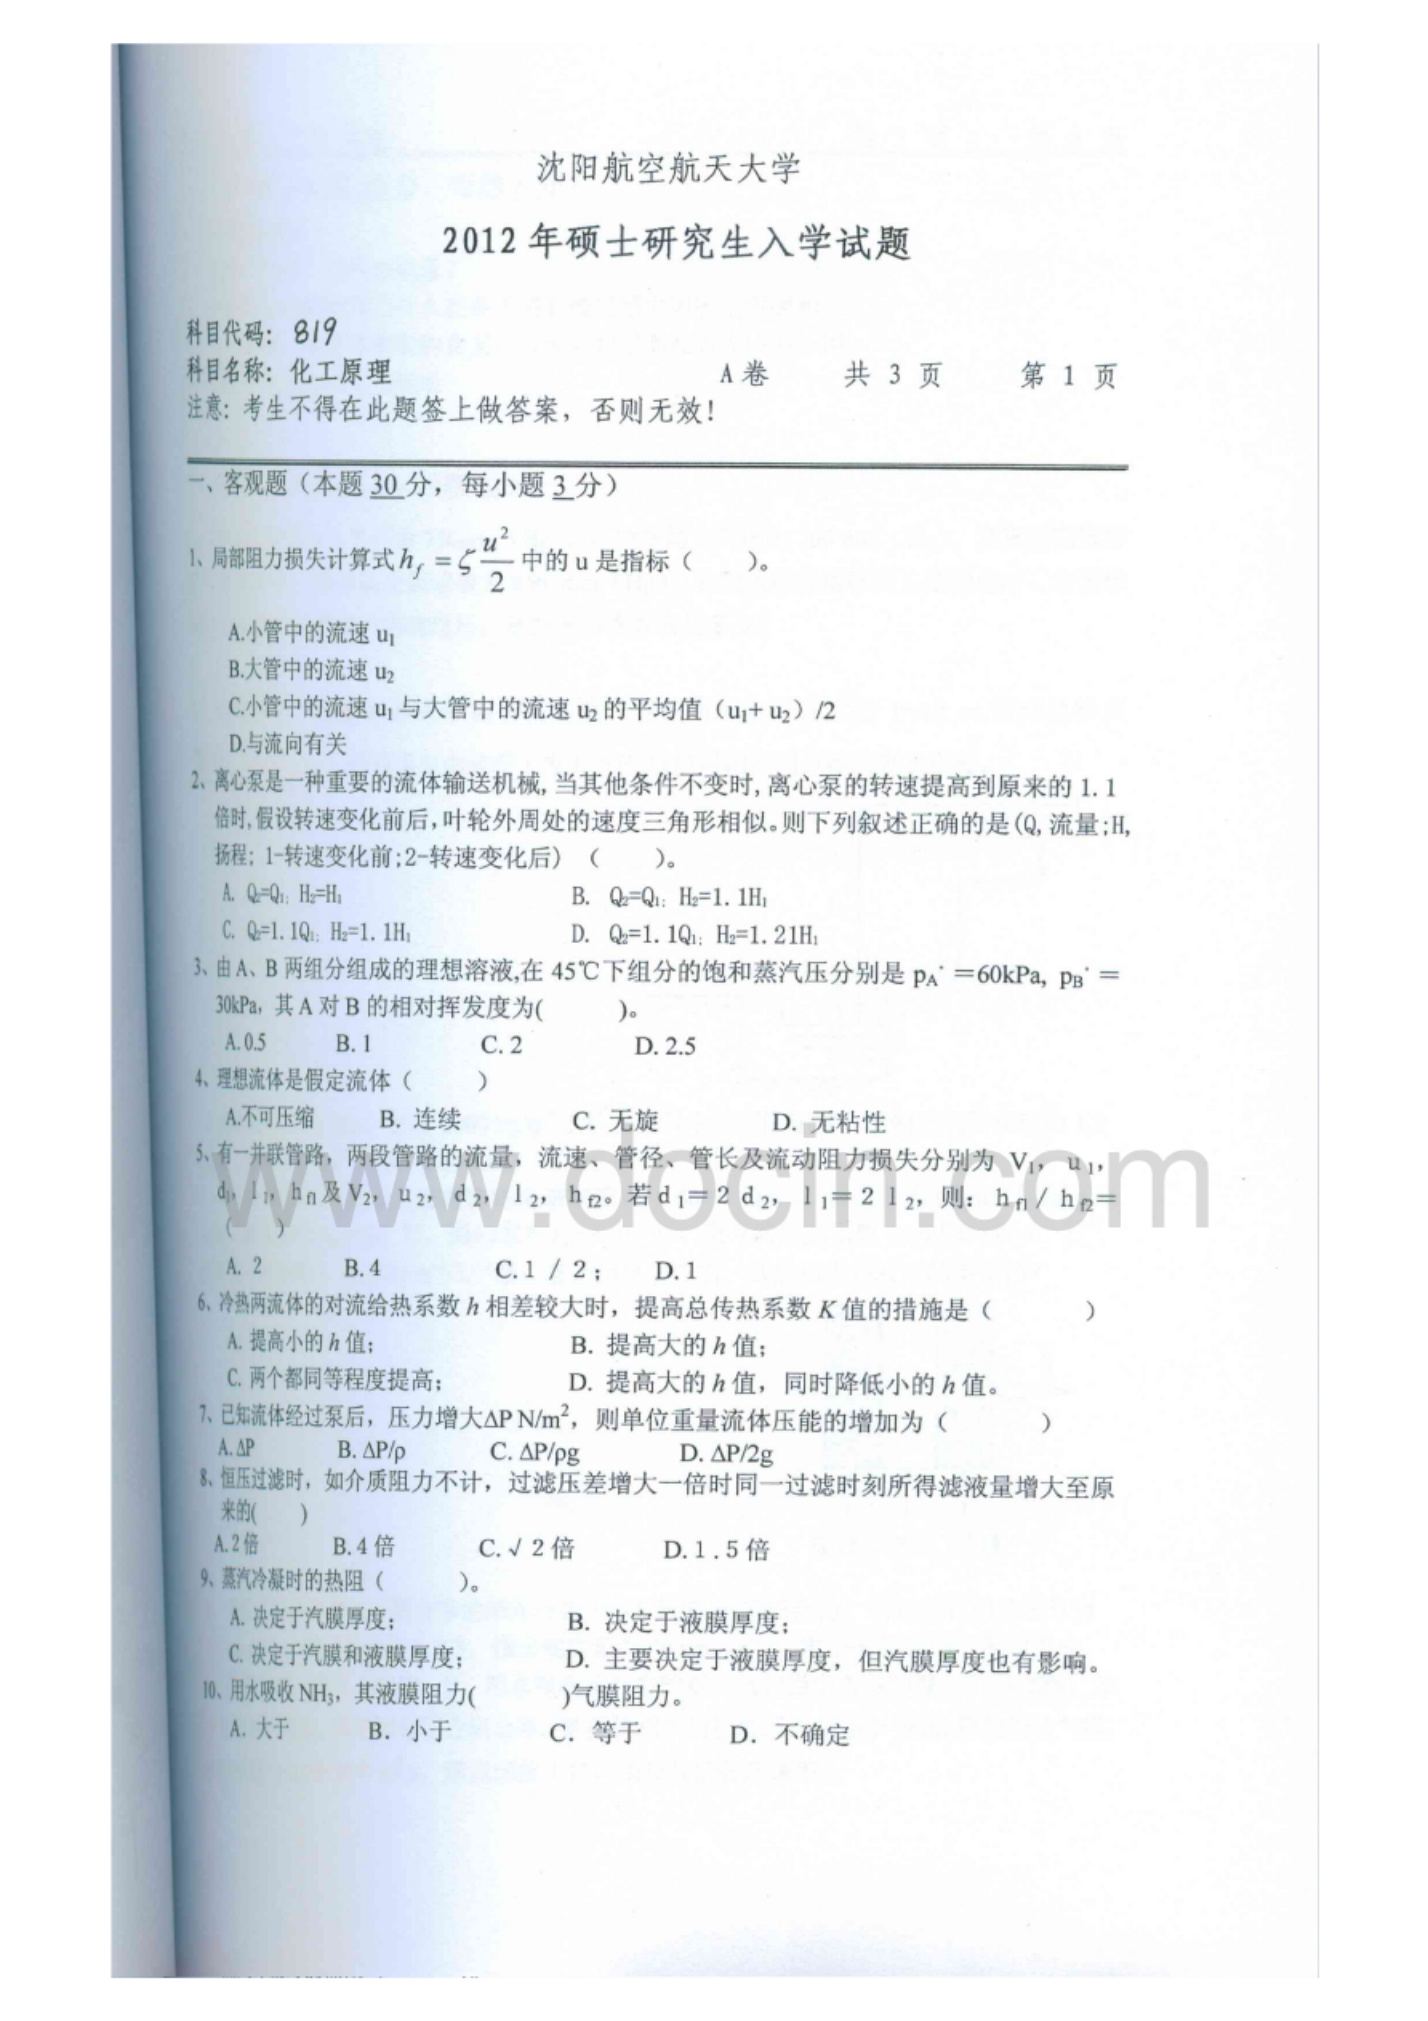 沈阳航空航天大学
2012 年硕士研究生入学试题
科目代码: 819
科目名称: 化工原理 A 卷 共 3 页 第 1 页
注意: 考生不得在此题签上做答案，否则无效!
一、客观题（本题 30 分，每小题 3 分）
1、局部阻力损失计算式 h_f = ζ u²/2 中的 u 是指标（ ）。
A.小管中的流速 u₁
B.大管中的流速 u₂
C.小管中的流速 u₁ 与大管中的流速 u₂ 的平均值（u₁+ u₂）/2
D.与流向有关
2、离心泵是一种重要的流体输送机械, 当其他条件不变时, 离心泵的转速提高到原来的 1.1
倍时, 假设转速变化前后, 叶轮外周处的速度三角形相似。则下列叙述正确的是 (Q, 流量; H,
扬程; 1-转速变化前; 2-转速变化后) （ ）。
A. Q₂=Q₁; H₂=H₁ B. Q₂=Q₁; H₂=1.1H₁
C. Q₂=1.1Q₁; H₂=1.1H₁ D. Q₂=1.1Q₁; H₂=1.21H₁
3、由 A、B 两组分组成的理想溶液,在 45℃下组分的饱和蒸汽压分别是 p_A* =60kPa, p_B* =
30kPa，其 A 对 B 的相对挥发度为( )。
A. 0.5 B. 1 C. 2 D. 2.5
4、理想流体是假定流体（ ）
A.不可压缩 B. 连续 C. 无旋 D. 无粘性
5、有一并联管路，两段管路的流量，流速、管径、管长及流动阻力损失分别为 V₁, u₁,
d₁, l₁, h_f1 及 V₂, u₂, d₂, l₂, h_f2。若 d₁＝2 d₂, l₁＝2 l₂, 则: h_f1 / h_f2＝
( )
A. 2 B. 4 C. 1 / 2; D. 1
6、冷热两流体的对流给热系数 h 相差较大时，提高总传热系数 K 值的措施是（ ）
A. 提高小的 h 值; B. 提高大的 h 值;
C. 两个都同等程度提高; D. 提高大的 h 值，同时降低小的 h 值。
7、已知流体经过泵后，压力增大ΔP N/m²，则单位重量流体压能的增加为（ ）
A. ΔP B. ΔP/ρ C. ΔP/ρg D. ΔP/2g
8、恒压过滤时，如介质阻力不计，过滤压差增大一倍时同一过滤时刻所得滤液量增大至原
来的( )
A. 2 倍 B. 4 倍 C. √ 2 倍 D. 1.5 倍
9、蒸汽冷凝时的热阻（ ）。
A. 决定于汽膜厚度; B. 决定于液膜厚度;
C. 决定于汽膜和液膜厚度; D. 主要决定于液膜厚度，但汽膜厚度也有影响。
10、用水吸收 NH₃，其液膜阻力( )气膜阻力。
A. 大于 B. 小于 C. 等于 D. 不确定
www.docin.com